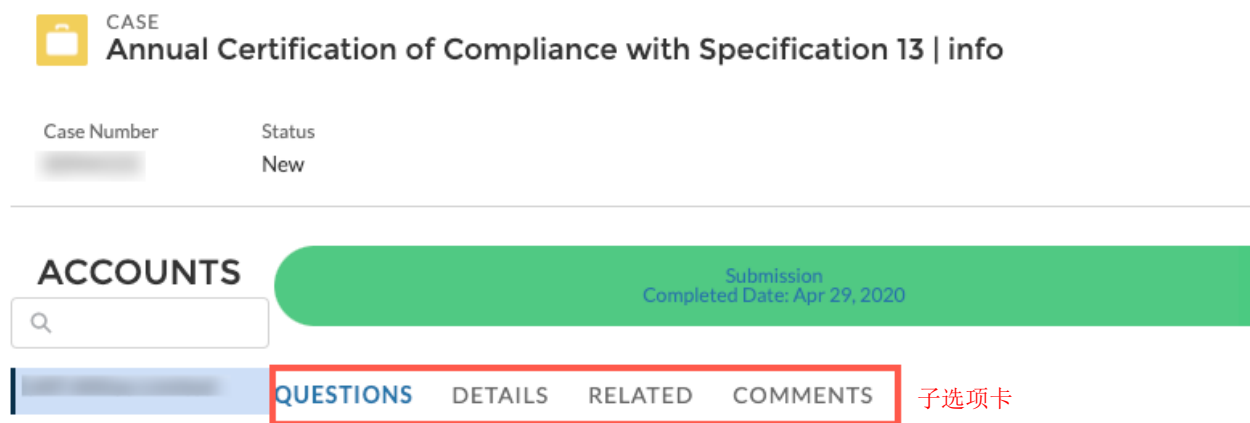 CASE
Annual Certification of Compliance with Specification 13 | info
Case Number Status
New
ACCOUNTS
Submission
Completed Date: Apr 29, 2020
QUESTIONS DETAILS RELATED COMMENTS 子选项卡